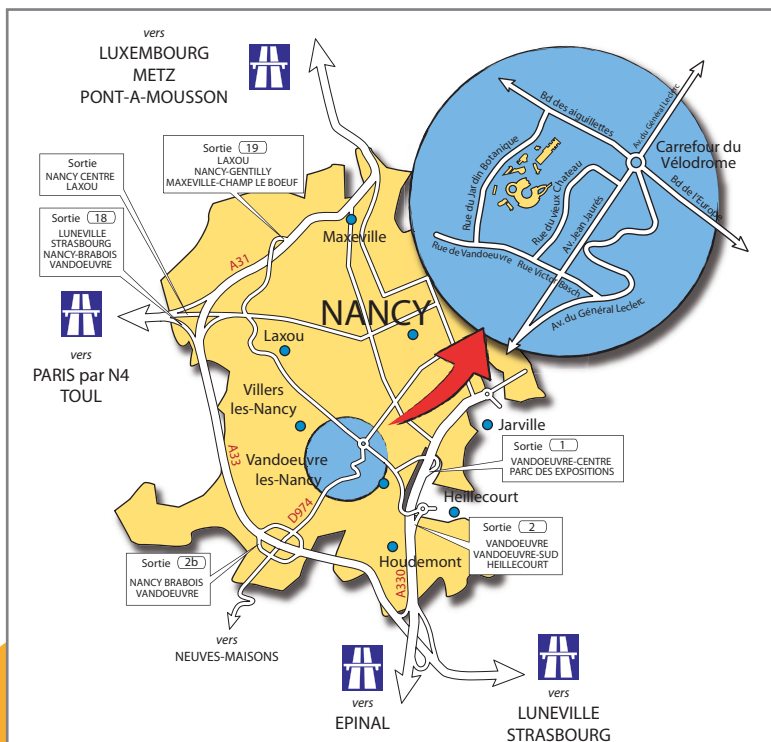 vers
LUXEMBOURG
METZ
PONT-A-MOUSSON
Sortie 19
LAXOU
NANCY-GENTILLY
MAXEVILLE-CHAMP LE BOEUF
Sortie
NANCY CENTRE
LAXOU
Sortie 18
LUNEVILLE
STRASBOURG
NANCY-BRABOIS
VANDOEUVRE
vers
PARIS par N4
TOUL
A31
Maxeville
NANCY
Laxou
Villers
les-Nancy
Vandoeuvre
les-Nancy
A33
D974
A330
Jarville
Heillecourt
Houdemont
Sortie 1
VANDOEUVRE-CENTRE
PARC DES EXPOSITIONS
Sortie 2
VANDOEUVRE
VANDOEUVRE-SUD
HEILLECOURT
Sortie 2b
NANCY BRABOIS
VANDOEUVRE
vers
NEUVES-MAISONS
vers
EPINAL
vers
LUNEVILLE
STRASBOURG
Bd des aiguillettes
Av. du Général Leclerc
Carrefour du
Vélodrome
Bd de l'Europe
Rue du Jardin Botanique
Rue du vieux Chateau
Av. Jean Jaurés
Rue de Vandoeuvre
Rue Victor Basch
Av. du Général Leclerc